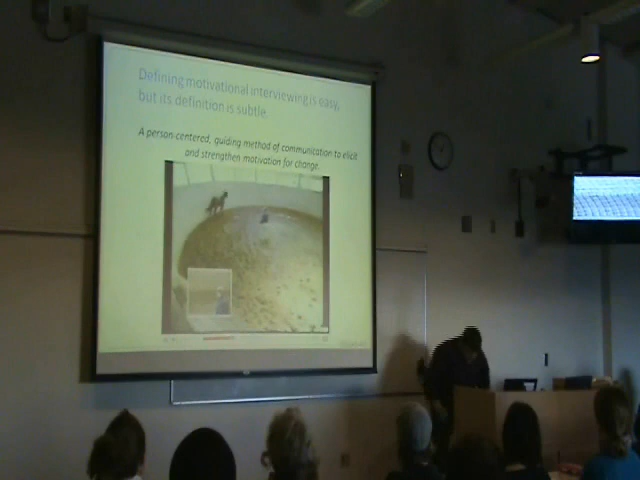 Defining motivational interviewing is easy,
but its definition is subtle.
A person-centered, guiding method of communication to elicit
and strengthen motivation for change.